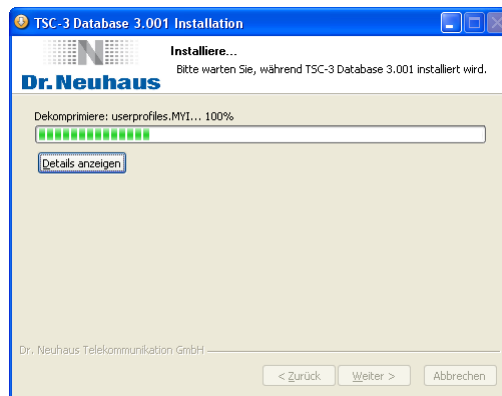 TSC-3 Database 3.001 Installation
N
Dr.Neuhaus
Installiere...
Bitte warten Sie, während TSC-3 Database 3.001 installiert wird.
Dekomprimiere: userprofiles.MYI... 100%
Details anzeigen
Dr. Neuhaus Telekommunikation GmbH
< Zurück
Weiter >
Abbrechen